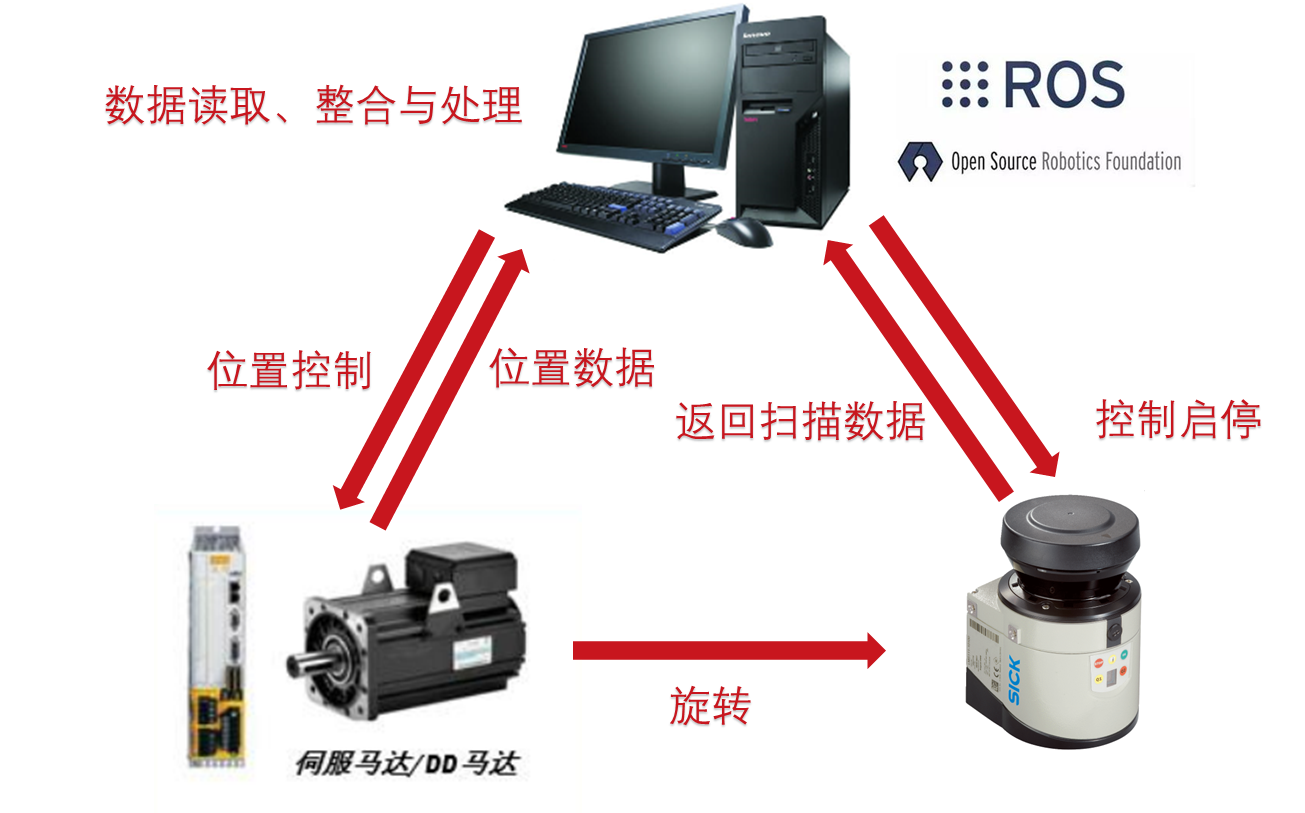 lenovo
数据读取、整合与处理
ROS
Open Source Robotics Foundation
位置控制
位置数据
返回扫描数据
控制启停
SICK
旋转
伺服马达/DD马达